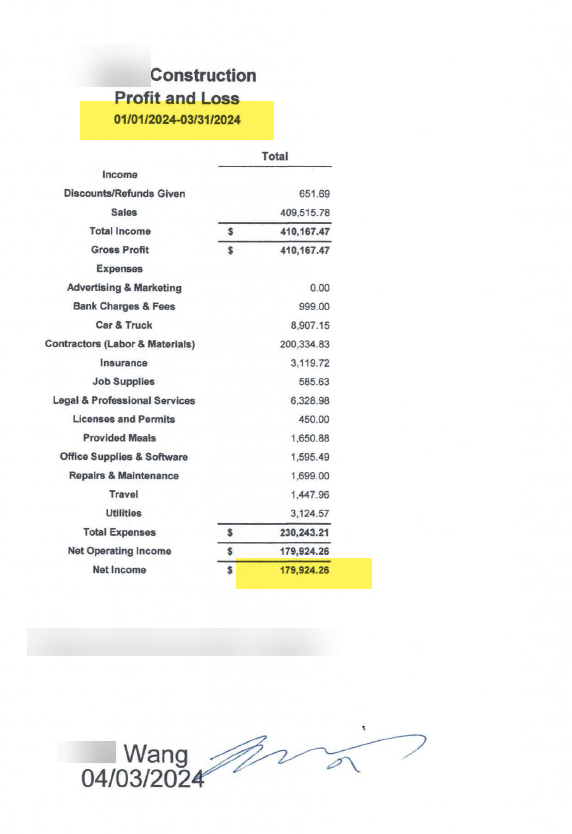 Construction
Profit and Loss
01/01/2024-03/31/2024
Total
Income
Discounts/Refunds Given 651.69
Sales 409,515.78
Total Income $ 410,167.47
Gross Profit $ 410,167.47
Expenses
Advertising & Marketing 0.00
Bank Charges & Fees 999.00
Car & Truck 8,907.15
Contractors (Labor & Materials) 200,334.83
Insurance 3,119.72
Job Supplies 585.63
Legal & Professional Services 6,328.98
Licenses and Permits 450.00
Provided Meals 1,650.88
Office Supplies & Software 1,595.49
Repairs & Maintenance 1,699.00
Travel 1,447.96
Utilities 3,124.57
Total Expenses $ 230,243.21
Net Operating Income $ 179,924.26
Net Income $ 179,924.26
Wang
04/03/2024